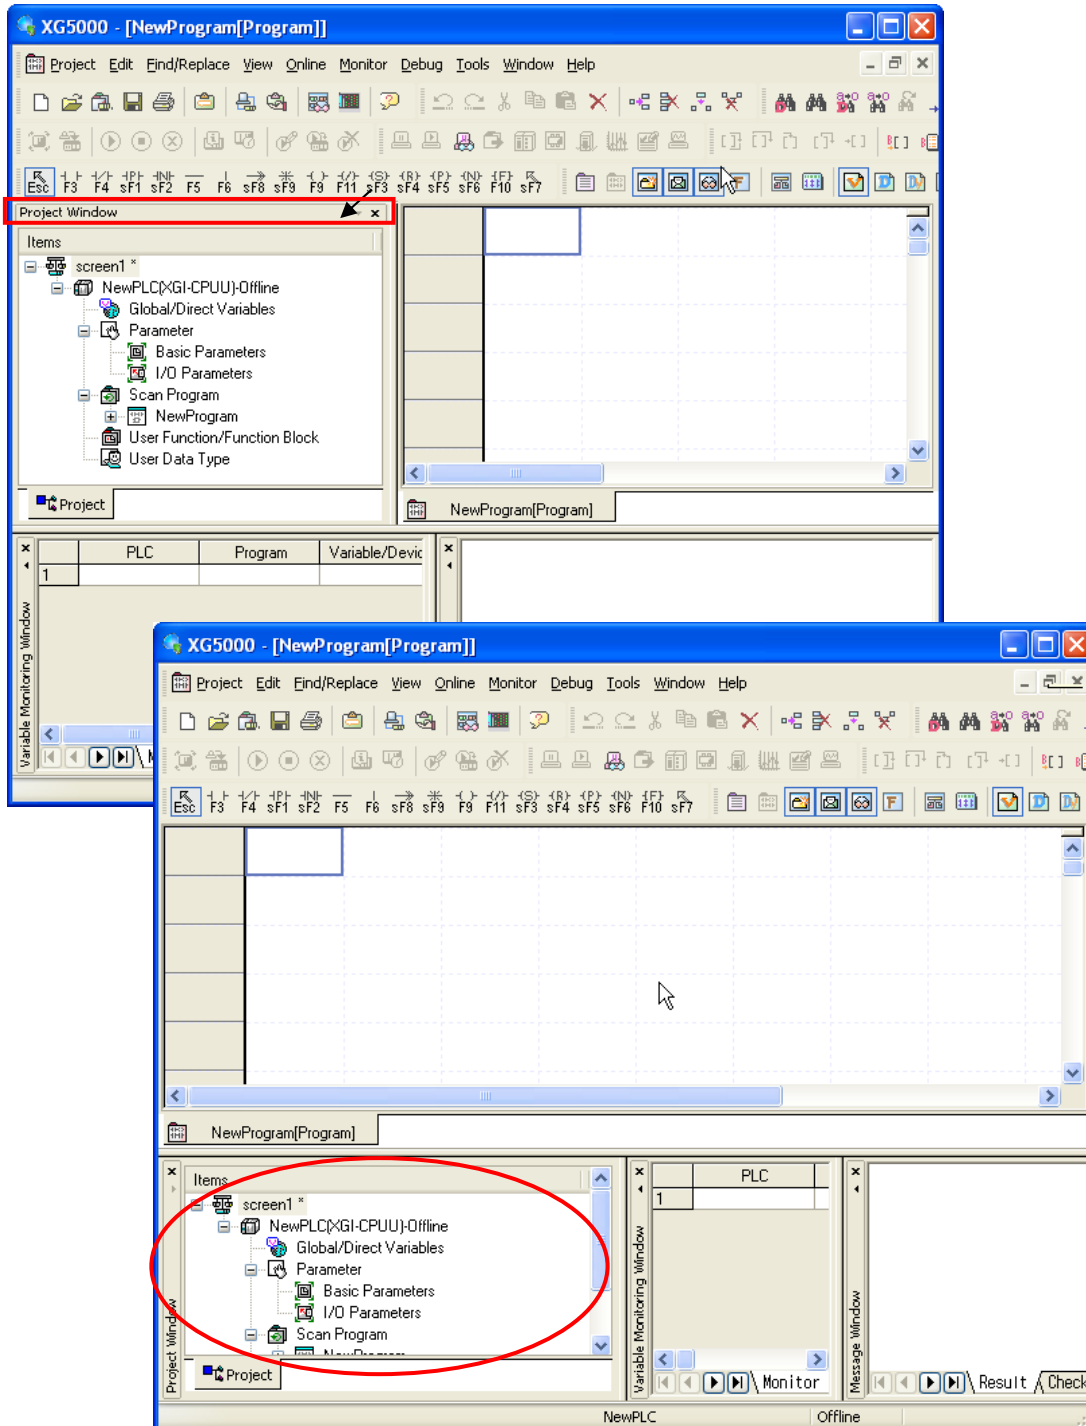 XG5000 - [NewProgram[Program]]
Project Edit Find/Replace View Online Monitor Debug Tools Window Help
Esc F3 F4 sF1 sF2 F5 F6 sF8 sF9 F9 F11 sF3 sF4 sF5 sF6 F10 sF7
Project Window
Items
screen1 *
NewPLC(XGI-CPUU)-Offline
Global/Direct Variables
Parameter
Basic Parameters
I/O Parameters
Scan Program
NewProgram
User Function/Function Block
User Data Type
Project
NewProgram[Program]
PLC Program Variable/Devic
1
Variable Monitoring Window
XG5000 - [NewProgram[Program]]
Project Edit Find/Replace View Online Monitor Debug Tools Window Help
Esc F3 F4 sF1 sF2 F5 F6 sF8 sF9 F9 F11 sF3 sF4 sF5 sF6 F10 sF7
NewProgram[Program]
Items
screen1 *
NewPLC(XGI-CPUU)-Offline
Global/Direct Variables
Parameter
Basic Parameters
I/O Parameters
Scan Program
NewProgram
Project
Project Window
PLC
1
Variable Monitoring Window
Monitor
Message Window
Result Check
NewPLC Offline